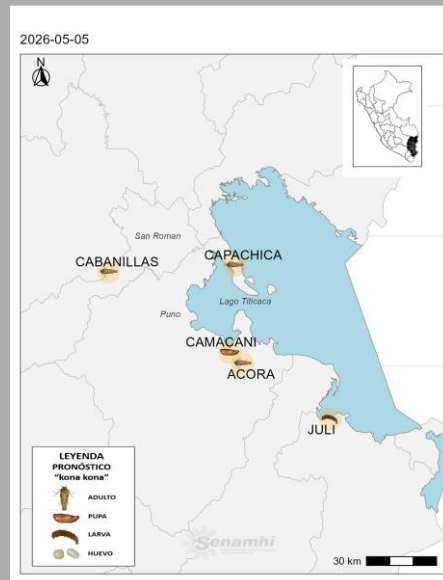 2026-05-05
N
San Roman
CABANILLAS
CAPACHICA
Lago Titicaca
Puno
CAMACANI
ACORA
JULI
LEYENDA
PRONÓSTICO
"kona kona"
ADULTO
PUPA
LARVA
HUEVO
Senamhi
30 km